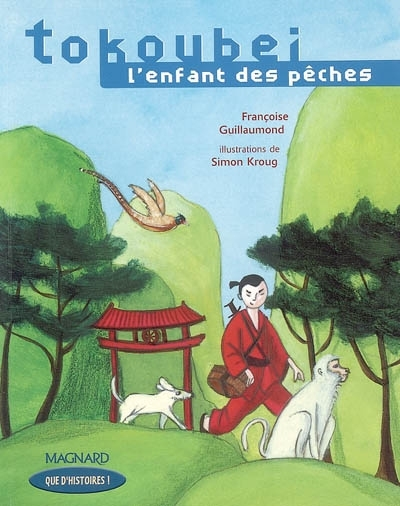 tokoubei
l'enfant des pêches
Françoise
Guillaumond
illustrations de
Simon Kroug
MAGNARD
QUE D'HISTOIRES !